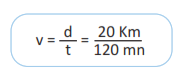 v = d/t = 20 Km/120 mn